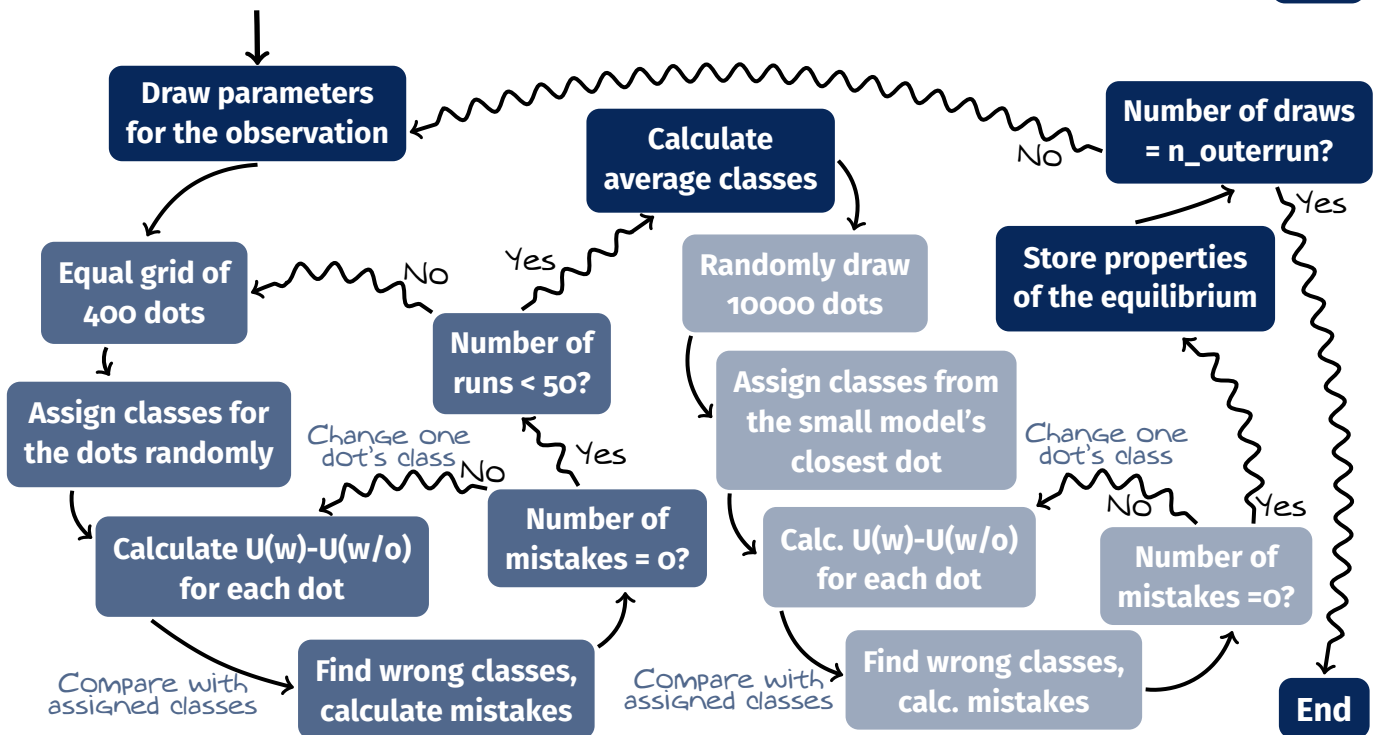 Draw parameters
for the observation
Equal grid of
400 dots
Assign classes for
the dots randomly
Calculate U(w)-U(w/o)
for each dot
Compare with
assigned classes
Find wrong classes,
calculate mistakes
Number of
mistakes = 0?
No
Change one
dot's class
Yes
Number of
runs < 50?
No
Yes
Calculate
average classes
Randomly draw
10000 dots
Assign classes from
the small model's
closest dot
Calc. U(w)-U(w/o)
for each dot
Compare with
assigned classes
Find wrong classes,
calc. mistakes
Number of
mistakes =0?
No
Change one
dot's class
Yes
Store properties
of the equilibrium
Number of draws
= n_outerrun?
No
Yes
End